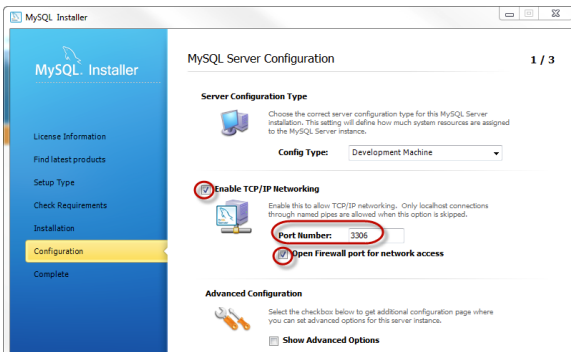 MySQL Installer
MySQL. Installer
License Information
Find latest products
Setup Type
Check Requirements
Installation
Configuration
Complete
MySQL Server Configuration
1 / 3
Server Configuration Type
Choose the correct server configuration type for this MySQL Server
installation. This setting will define how much system resources are assigned
to the MySQL Server instance.
Config Type: Development Machine
Enable TCP/IP Networking
Enable this to allow TCP/IP networking. Only localhost connections
through named pipes are allowed when this option is skipped.
Port Number: 3306
Open Firewall port for network access
Advanced Configuration
Select the checkbox below to get additional configuration page where
you can set advanced options for this server instance.
Show Advanced Options